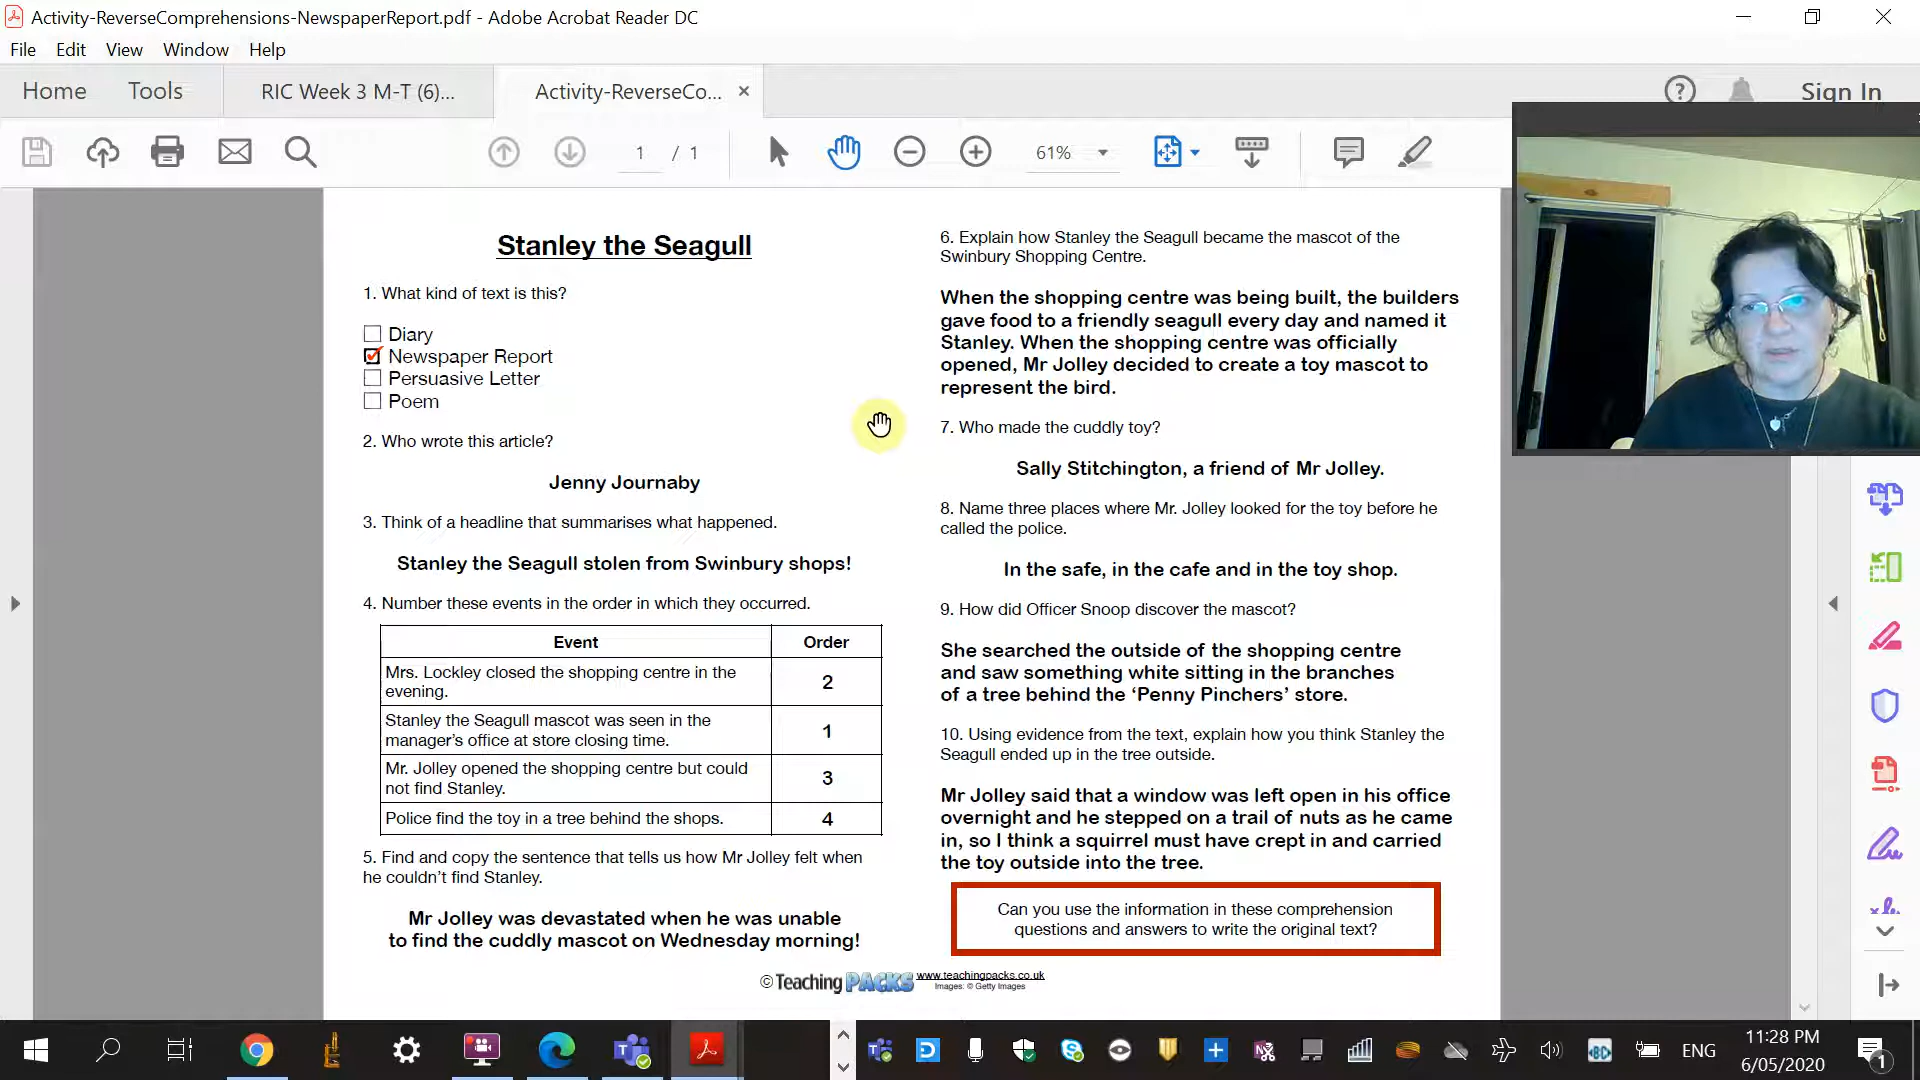 Activity-ReverseComprehensions-NewspaperReport.pdf - Adobe Acrobat Reader DC
File Edit View Window Help
Home Tools RIC Week 3 M-T (6)... Activity-ReverseCo... Sign In
1 / 1 61%
Stanley the Seagull
1. What kind of text is this?
Diary
Newspaper Report
Persuasive Letter
Poem
2. Who wrote this article?
Jenny Journaby
3. Think of a headline that summarises what happened.
Stanley the Seagull stolen from Swinbury shops!
4. Number these events in the order in which they occurred.
Event Order
Mrs. Lockley closed the shopping centre in the
evening.
2
Stanley the Seagull mascot was seen in the
manager's office at store closing time.
1
Mr. Jolley opened the shopping centre but could
not find Stanley.
3
Police find the toy in a tree behind the shops. 4
5. Find and copy the sentence that tells us how Mr Jolley felt when
he couldn't find Stanley.
Mr Jolley was devastated when he was unable
to find the cuddly mascot on Wednesday morning!
6. Explain how Stanley the Seagull became the mascot of the
Swinbury Shopping Centre.
When the shopping centre was being built, the builders
gave food to a friendly seagull every day and named it
Stanley. When the shopping centre was officially
opened, Mr Jolley decided to create a toy mascot to
represent the bird.
7. Who made the cuddly toy?
Sally Stitchington, a friend of Mr Jolley.
8. Name three places where Mr. Jolley looked for the toy before he
called the police.
In the safe, in the cafe and in the toy shop.
9. How did Officer Snoop discover the mascot?
She searched the outside of the shopping centre
and saw something white sitting in the branches
of a tree behind the 'Penny Pinchers' store.
10. Using evidence from the text, explain how you think Stanley the
Seagull ended up in the tree outside.
Mr Jolley said that a window was left open in his office
overnight and he stepped on a trail of nuts as he came
in, so I think a squirrel must have crept in and carried
the toy outside into the tree.
Can you use the information in these comprehension
questions and answers to write the original text?
© Teaching PACKS www.teachingpacks.co.uk
Images: © Getty Images
ENG
11:28 PM
6/05/2020
1